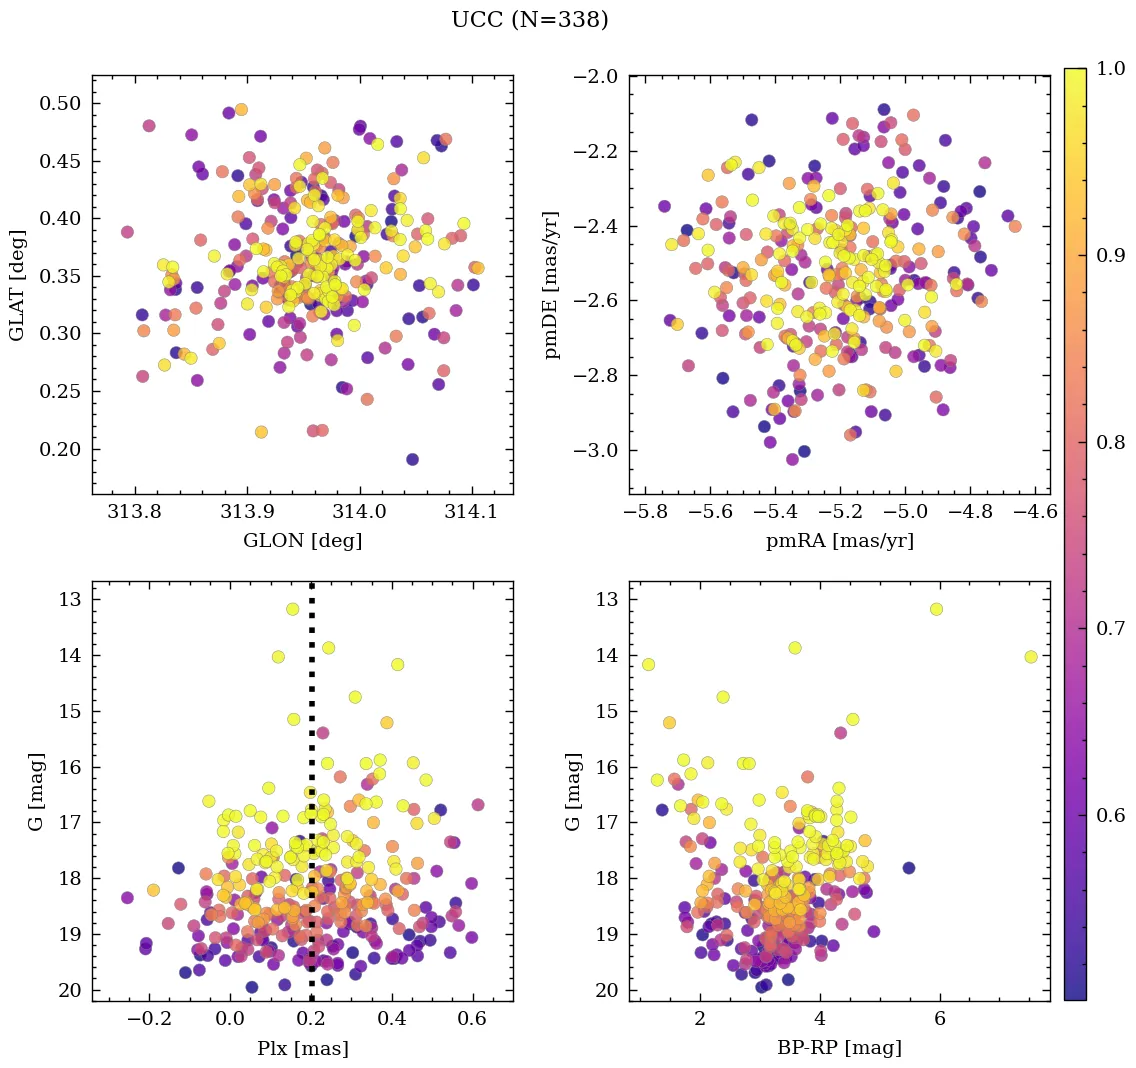 UCC (N=338)
0.50
0.45
0.40
0.35
0.30
0.25
0.20
GLAT [deg]
313.8 313.9 314.0 314.1
GLON [deg]
−2.0
−2.2
−2.4
−2.6
−2.8
−3.0
pmDE [mas/yr]
−5.8 −5.6 −5.4 −5.2 −5.0 −4.8 −4.6
pmRA [mas/yr]
1.0
0.9
0.8
0.7
0.6
13
14
15
16
17
18
19
20
G [mag]
−0.2 0.0 0.2 0.4 0.6
Plx [mas]
13
14
15
16
17
18
19
20
G [mag]
2 4 6
BP-RP [mag]